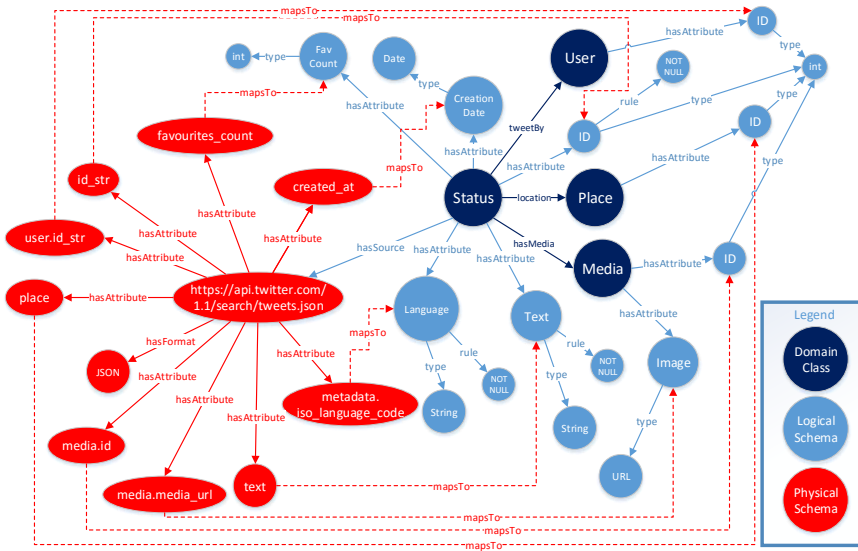 mapsTo
mapsTo
ID
hasAttribute
type
User
int
type
Fav
Count
Date
NOT
NULL
int
type
rule
type
Creation
Date
hasAttribute
mapsTo
tweetBy
type
ID
type
favourites_count
mapsTo
ID
hasAttribute
hasAttribute
hasAttribute
type
id_str
created_at
Status
location
Place
hasAttribute
hasAttribute
hasMedia
user.id_str
hasAttribute
hasAttribute
hasSource
hasAttribute
hasAttribute
Media
hasAttribute
ID
place
hasAttribute
https://api.twitter.com/
1.1/search/tweets.json
Language
Text
hasAttribute
Legend
hasFormat
mapsTo
hasAttribute
rule
rule
Domain
Class
JSON
hasAttribute
type
NOT
NULL
type
NOT
NULL
Image
metadata.
iso_language_code
String
hasAttribute
hasAttribute
String
type
Logical
Schema
media.id
URL
media.media_url
text
mapsTo
Physical
Schema
mapsTo
mapsTo
mapsTo